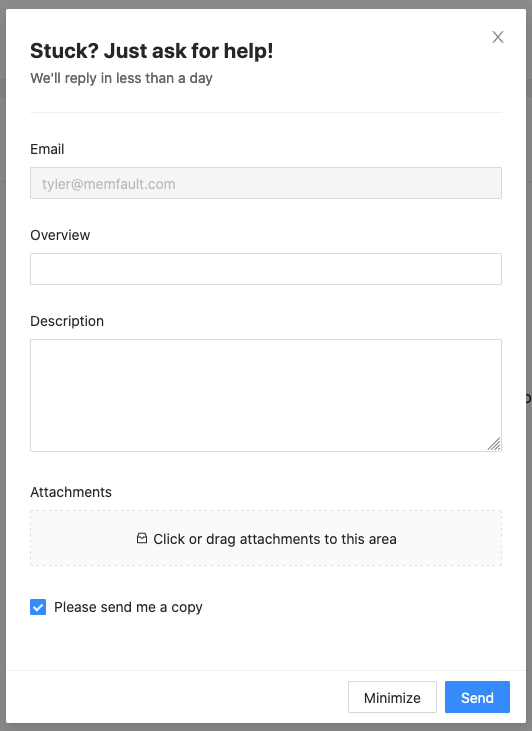 Stuck? Just ask for help!
We'll reply in less than a day
Email
tyler@memfault.com
Overview
Description
Attachments
Click or drag attachments to this area
Please send me a copy
Minimize
Send